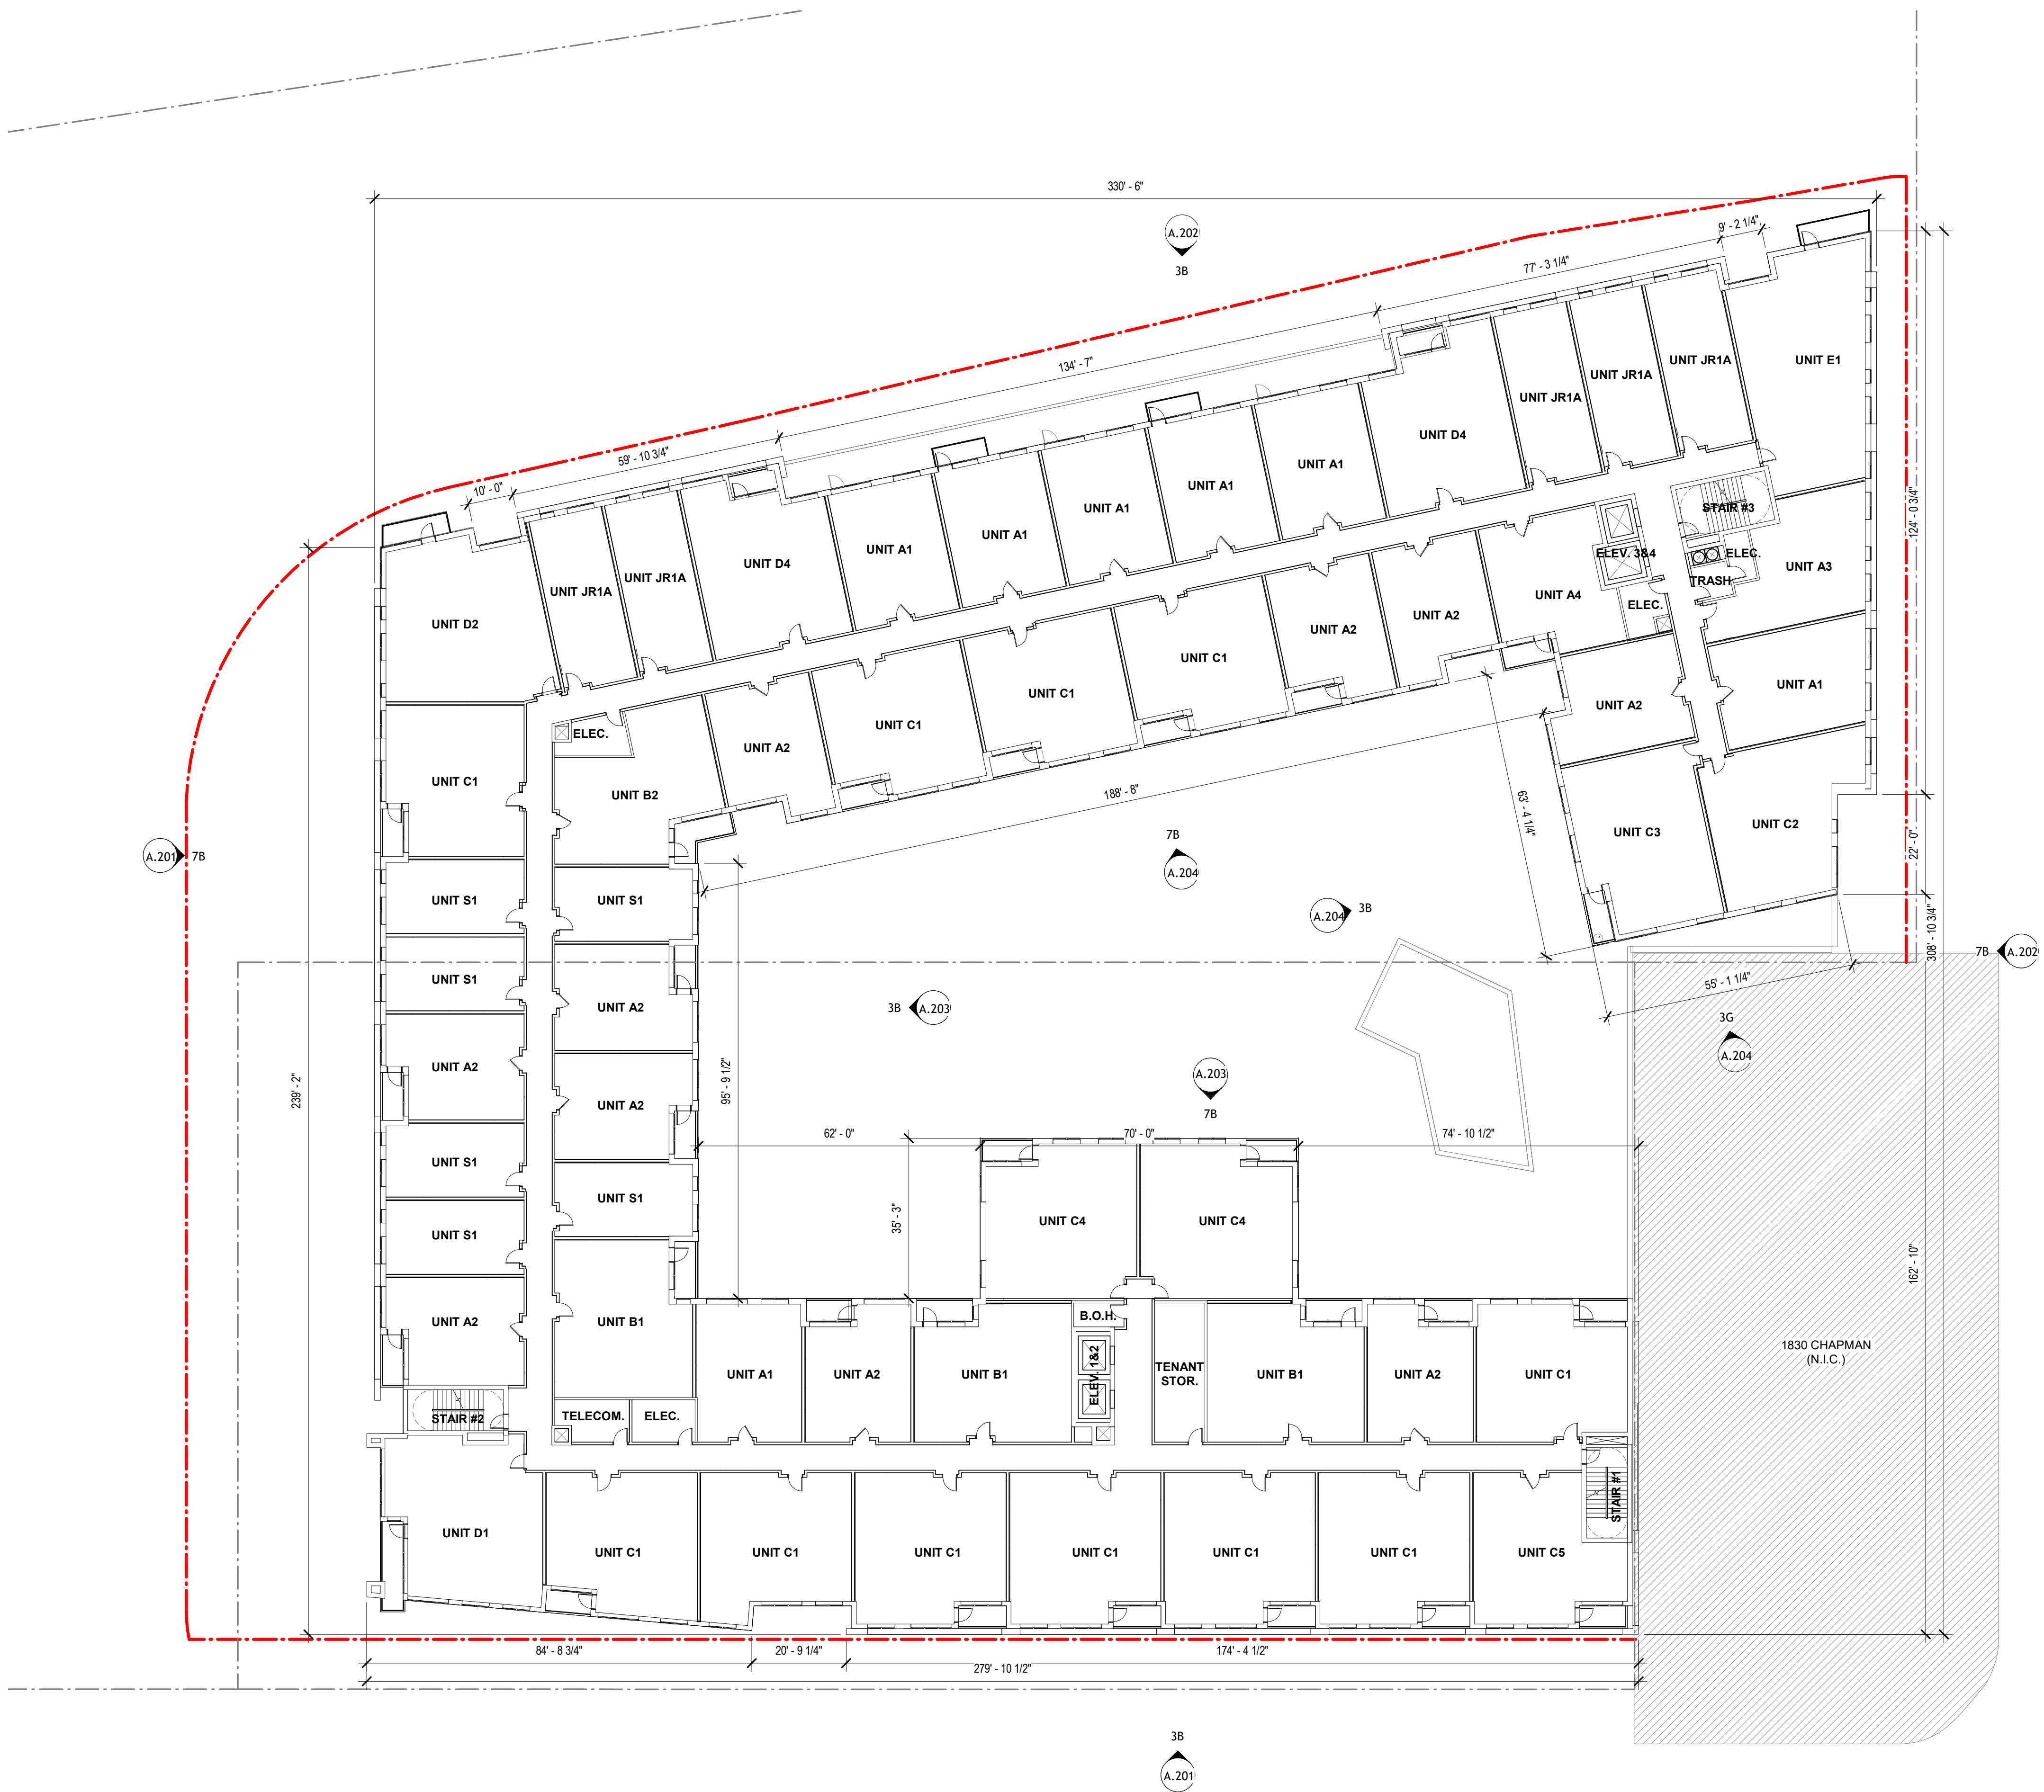 330' - 6"
9' - 2 1/4"
A.202
3B
77' - 3 1/4"
134' - 7"
59' - 10 3/4"
10' - 0"
UNIT E1
UNIT JR1A
UNIT JR1A
UNIT JR1A
UNIT D4
UNIT A1
UNIT A1
UNIT A1
UNIT A1
UNIT A1
UNIT D4
UNIT JR1A
UNIT JR1A
UNIT D2
STAIR #3
124' - 0 3/4"
ELEV. 3&4
ELEC.
TRASH
UNIT A3
UNIT A4
ELEC.
UNIT A2
UNIT A2
UNIT C1
UNIT C1
UNIT C1
UNIT A2
UNIT A1
UNIT A2
ELEC.
UNIT C1
UNIT B2
188' - 8"
63' - 4 1/4"
UNIT C3
UNIT C2
22' - 0"
A.201
7B
7B
A.204
A.204
3B
UNIT S1
UNIT S1
308' - 10 3/4"
7B
A.202
UNIT S1
UNIT A2
3B
A.203
55' - 1 1/4"
3G
A.204
UNIT A2
UNIT A2
239' - 2"
95' - 9 1/2"
A.203
7B
62' - 0"
70' - 0"
74' - 10 1/2"
UNIT S1
UNIT S1
UNIT S1
35' - 3"
UNIT C4
UNIT C4
162' - 10"
UNIT A2
UNIT B1
B.O.H.
ELEV. 1&2
1830 CHAPMAN
(N.I.C.)
UNIT A1
UNIT A2
UNIT B1
TENANT
STOR.
UNIT B1
UNIT A2
UNIT C1
STAIR #2
TELECOM.
ELEC.
STAIR #1
UNIT D1
UNIT C1
UNIT C1
UNIT C1
UNIT C1
UNIT C1
UNIT C1
UNIT C5
84' - 8 3/4"
20' - 9 1/4"
174' - 4 1/2"
279' - 10 1/2"
3B
A.201